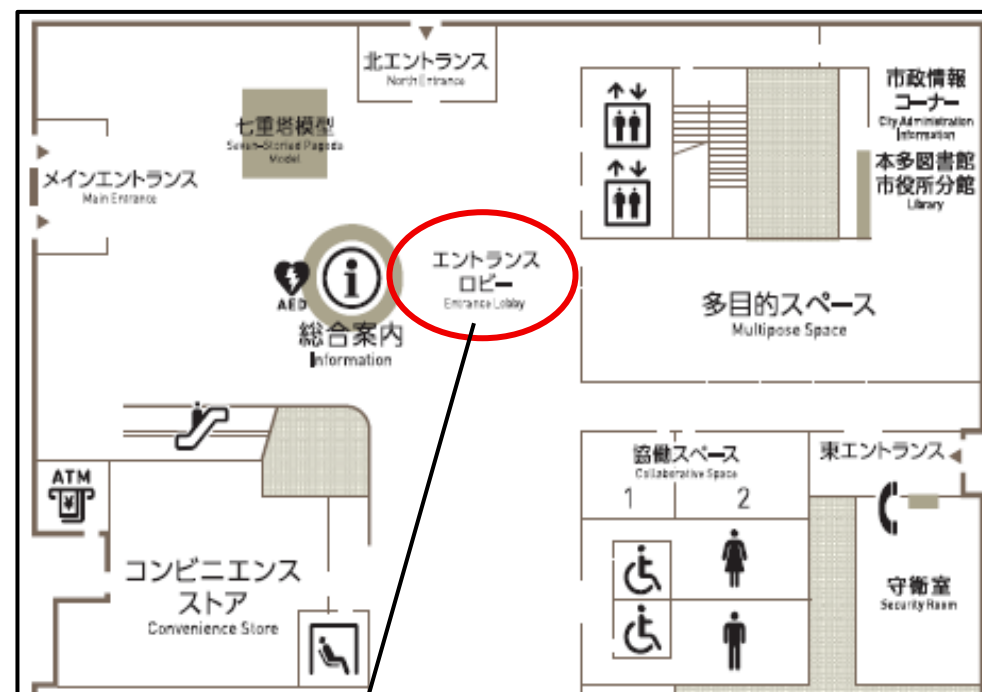 北エントランス
North Entrance
七重塔模型
Seven-Storied Pagoda
Model
市政情報
コーナー
City Administration
Information
本多図書館
市役所分館
Library
メインエントランス
Main Entrance
エントランス
ロビー
Entrance Lobby
AED
総合案内
Information
多目的スペース
Multipose Space
協働スペース
Collaborative Space
1
2
東エントランス
ATM
コンビニエンス
ストア
Convenience Store
守衛室
Security Room